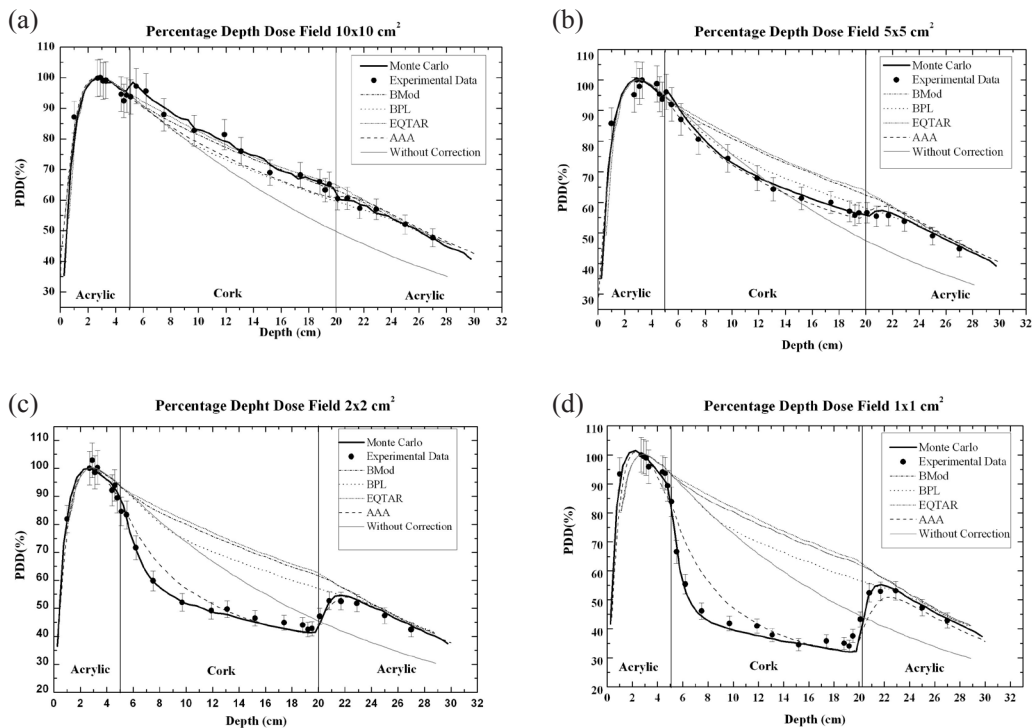 (a)
Percentage Depth Dose Field 10x10 cm²
Monte Carlo
Experimental Data
BMod
BPL
EQTAR
AAA
Without Correction
PDD(%)
110
100
90
80
70
60
50
40
30
Acrylic
Cork
Acrylic
0 2 4 6 8 10 12 14 16 18 20 22 24 26 28 30 32
Depth (cm)
(b)
Percentage Depth Dose Field 5x5 cm²
Monte Carlo
Experimental Data
BMod
BPL
EQTAR
AAA
Without Correction
PDD(%)
110
100
90
80
70
60
50
40
30
Acrylic
Cork
Acrylic
0 2 4 6 8 10 12 14 16 18 20 22 24 26 28 30 32
Depth (cm)
(c)
Percentage Depht Dose Field 2x2 cm²
Monte Carlo
Experimental Data
BMod
BPL
EQTAR
AAA
Without Correction
PDD(%)
110
100
90
80
70
60
50
40
30
20
Acrylic
Cork
Acrylic
0 2 4 6 8 10 12 14 16 18 20 22 24 26 28 30 32
Depth (cm)
(d)
Percentage Depth Dose Field 1x1 cm²
Monte Carlo
Experimental Data
BMod
BPL
EQTAR
AAA
Without Correction
PDD(%)
110
100
90
80
70
60
50
40
30
20
Acrylic
Cork
Acrylic
0 2 4 6 8 10 12 14 16 18 20 22 24 26 28 30 32
Depth (cm)